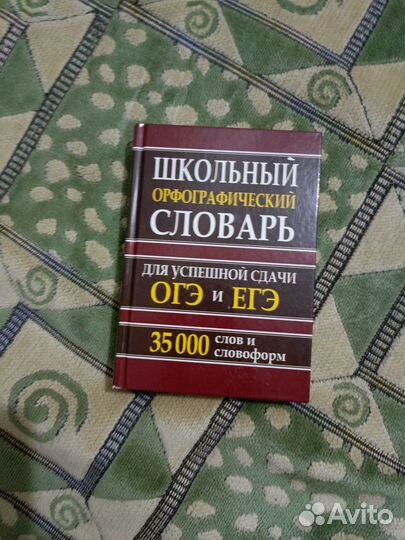 ШКОЛЬНЫЙ
ОРФОГРАФИЧЕСКИЙ
СЛОВАРЬ
ДЛЯ УСПЕШНОЙ СДАЧИ
ОГЭ и ЕГЭ
35 000 слов и
словоформ
Avito